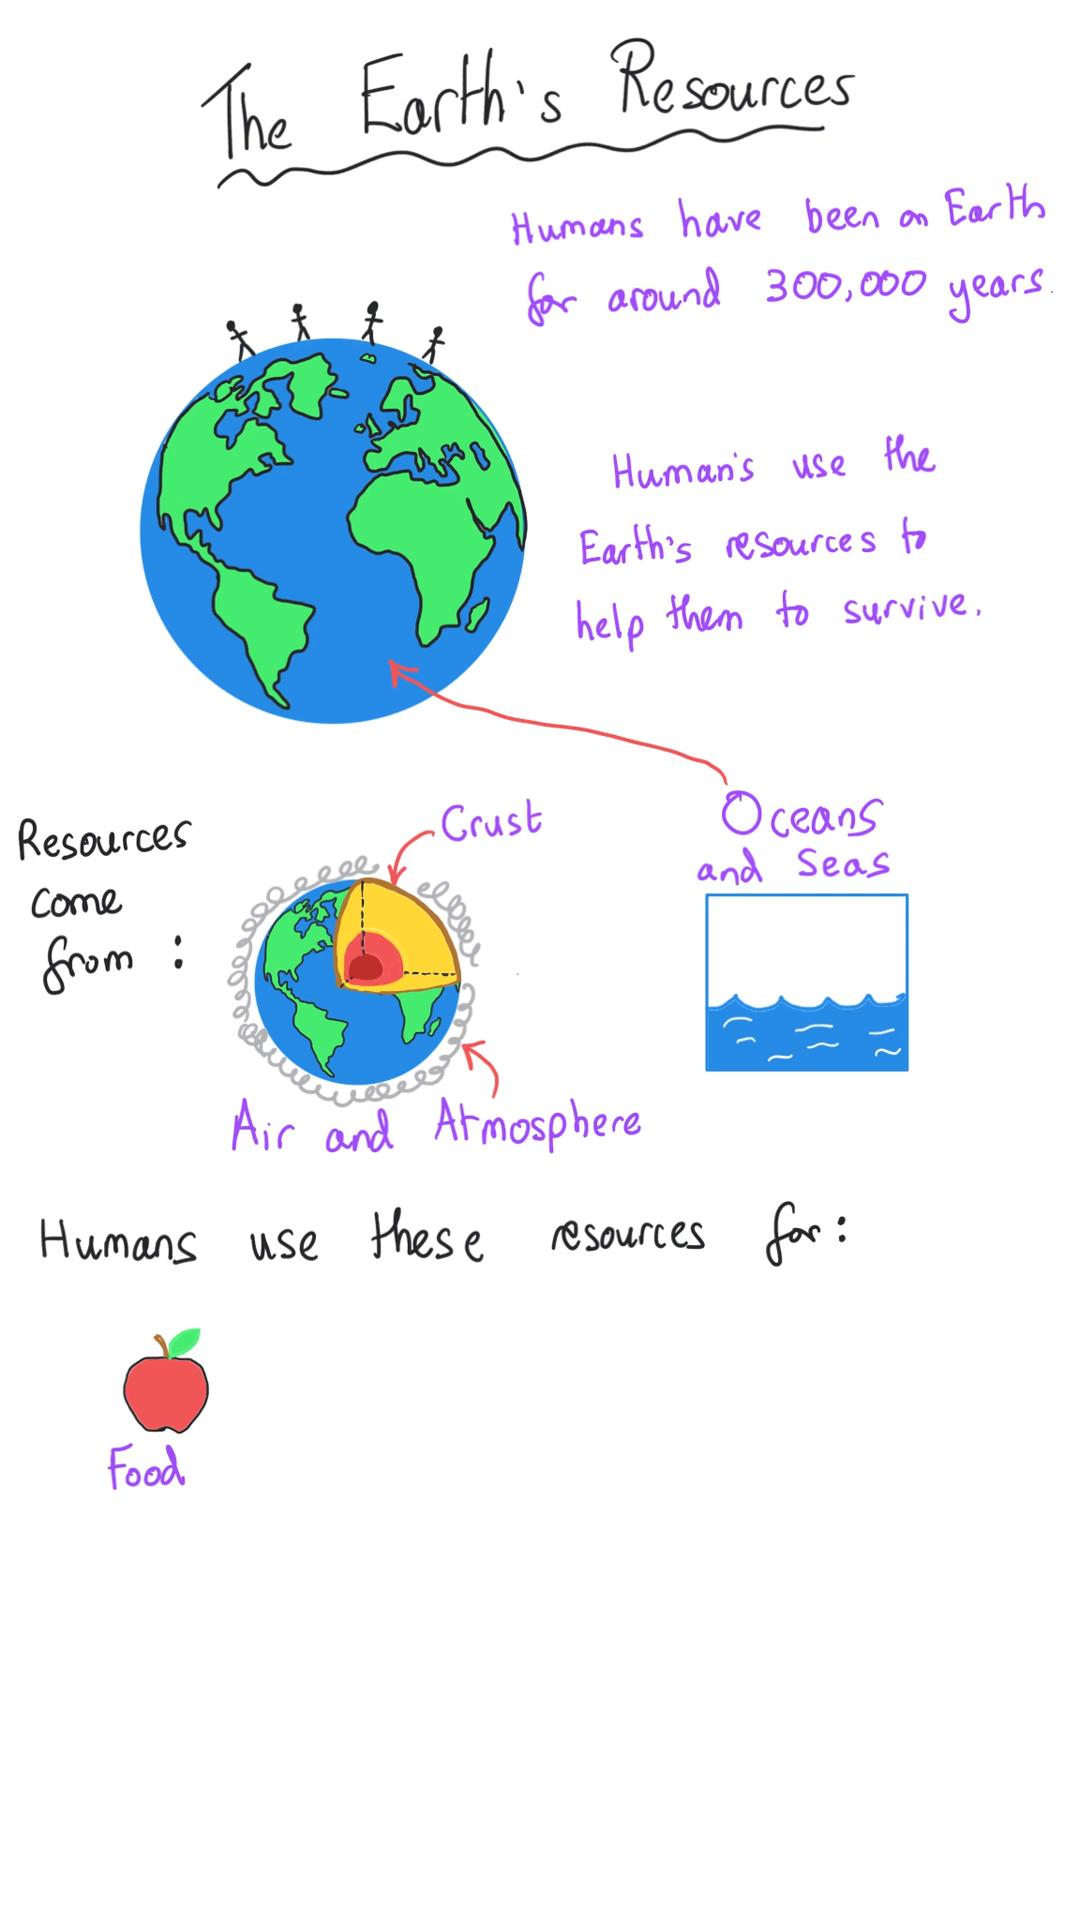 The Earth's Resources
Humans have been on Earth
for around 300,000 years.
Human's use the
Earth's resources to
help them to survive.
Resources
come
from:
Crust
Oceans
and Seas
Air and Atmosphere
Humans use these resources for:
Food